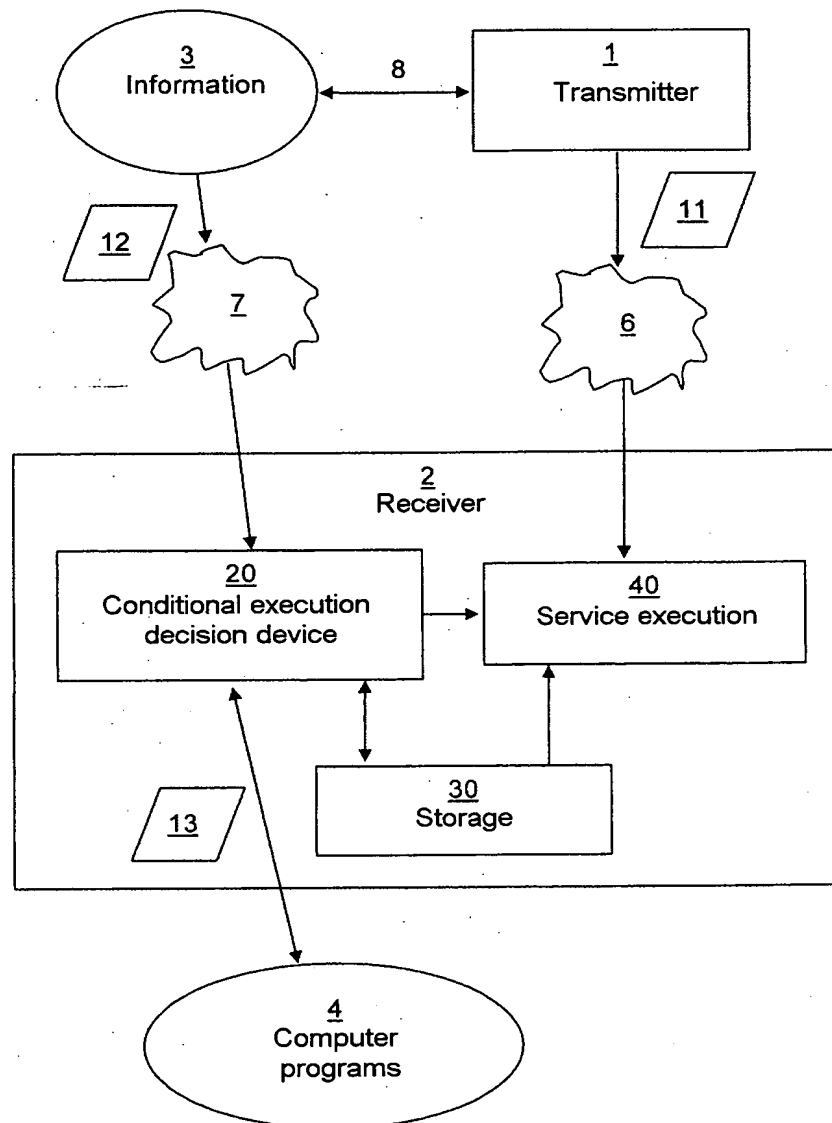 3
Information
8
1
Transmitter
12
11
7
6
2
Receiver
20
Conditional execution
decision device
40
Service execution
30
Storage
13
4
Computer
programs